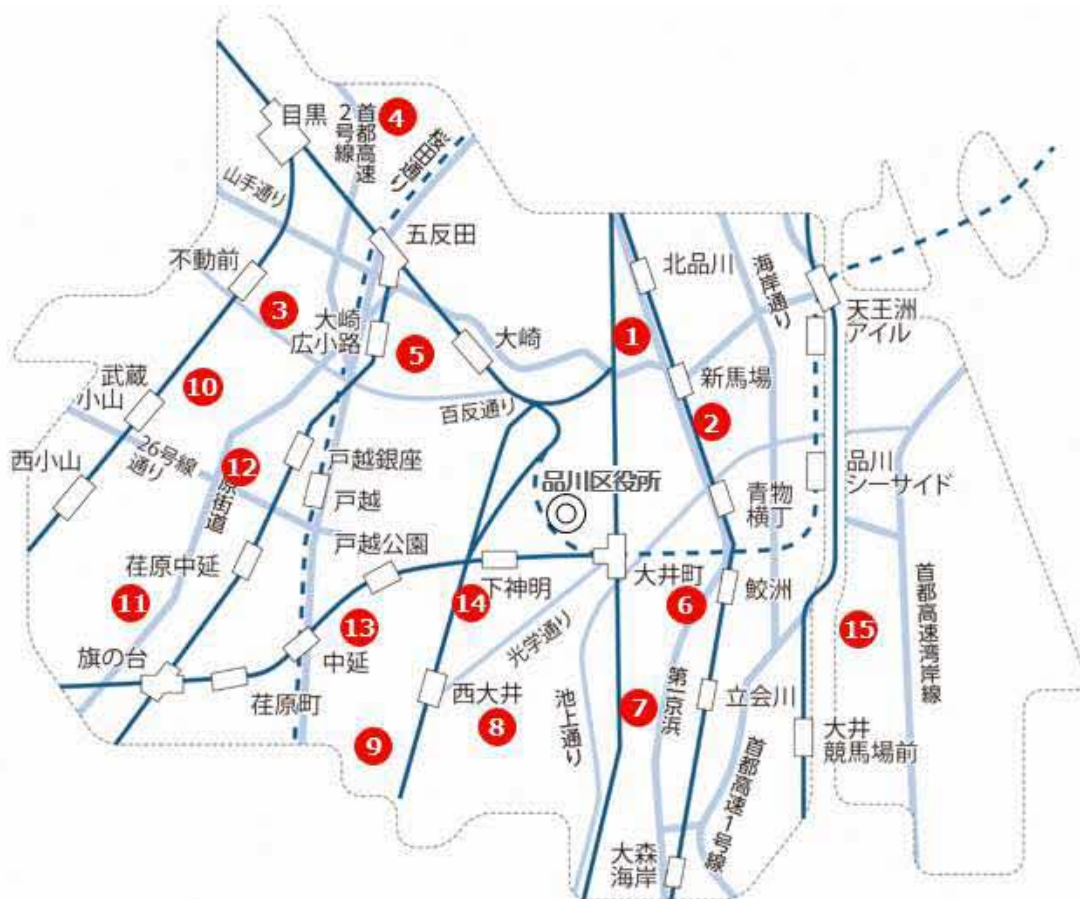 目黒
首都高速
2号線
4
桜田通り
山手通り
五反田
不動前
北品川
海岸通り
天王洲
アイル
3
大崎
広小路
5
大崎
1
新馬場
武蔵
小山
10
百反通り
2
西小山
26号線
通り
12
原街道
戸越銀座
戸越
品川区役所
青物
横丁
品川
シーサイド
戸越公園
荏原中延
下神明
大井町
鮫洲
11
13
14
6
15
首都高速湾岸線
光学通り
旗の台
中延
荏原町
西大井
8
池上通り
7
第一京浜
立会川
大井
競馬場前
9
首都高速1号線
大森
海岸